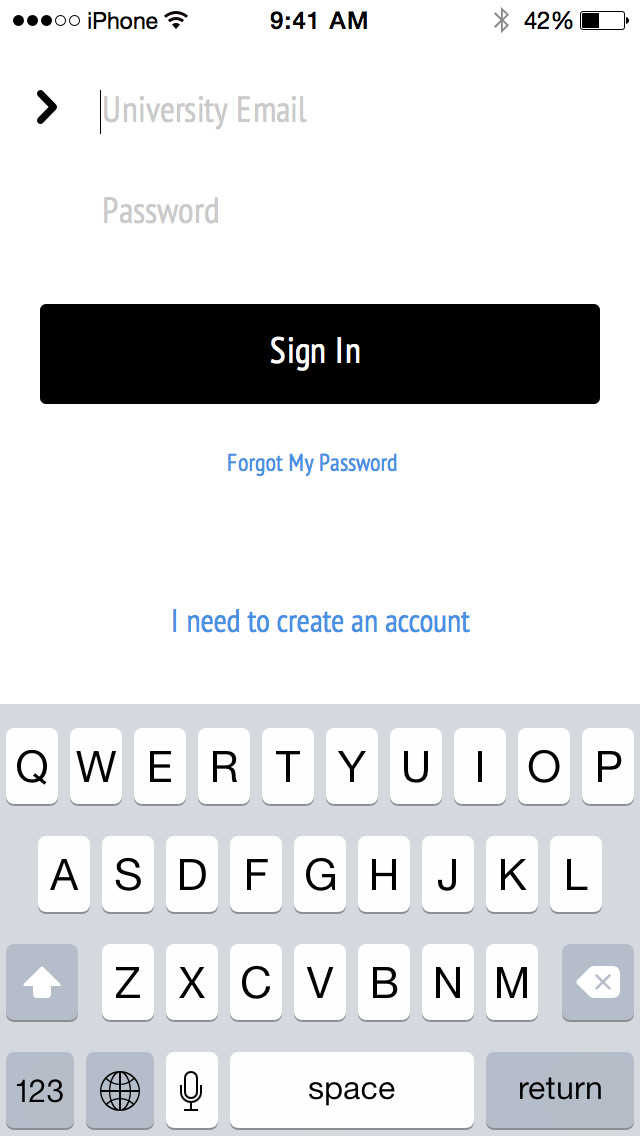 iPhone 9:41 AM 42%
University Email
Password
Sign In
Forgot My Password
I need to create an account
Q W E R T Y U I O P
A S D F G H J K L
Z X C V B N M
123 space return